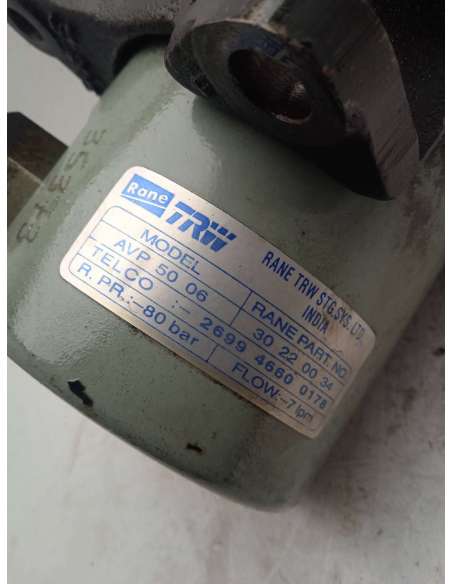 Rane TRW
RANE TRW STG.SYS. LTD.
INDIA
MODEL
RANE PART. NO.
AVP 50 06
30 22 00 34
TELCO :- 2699 4660 0178
R. PR.:-80 bar
FLOW:-7 lpm